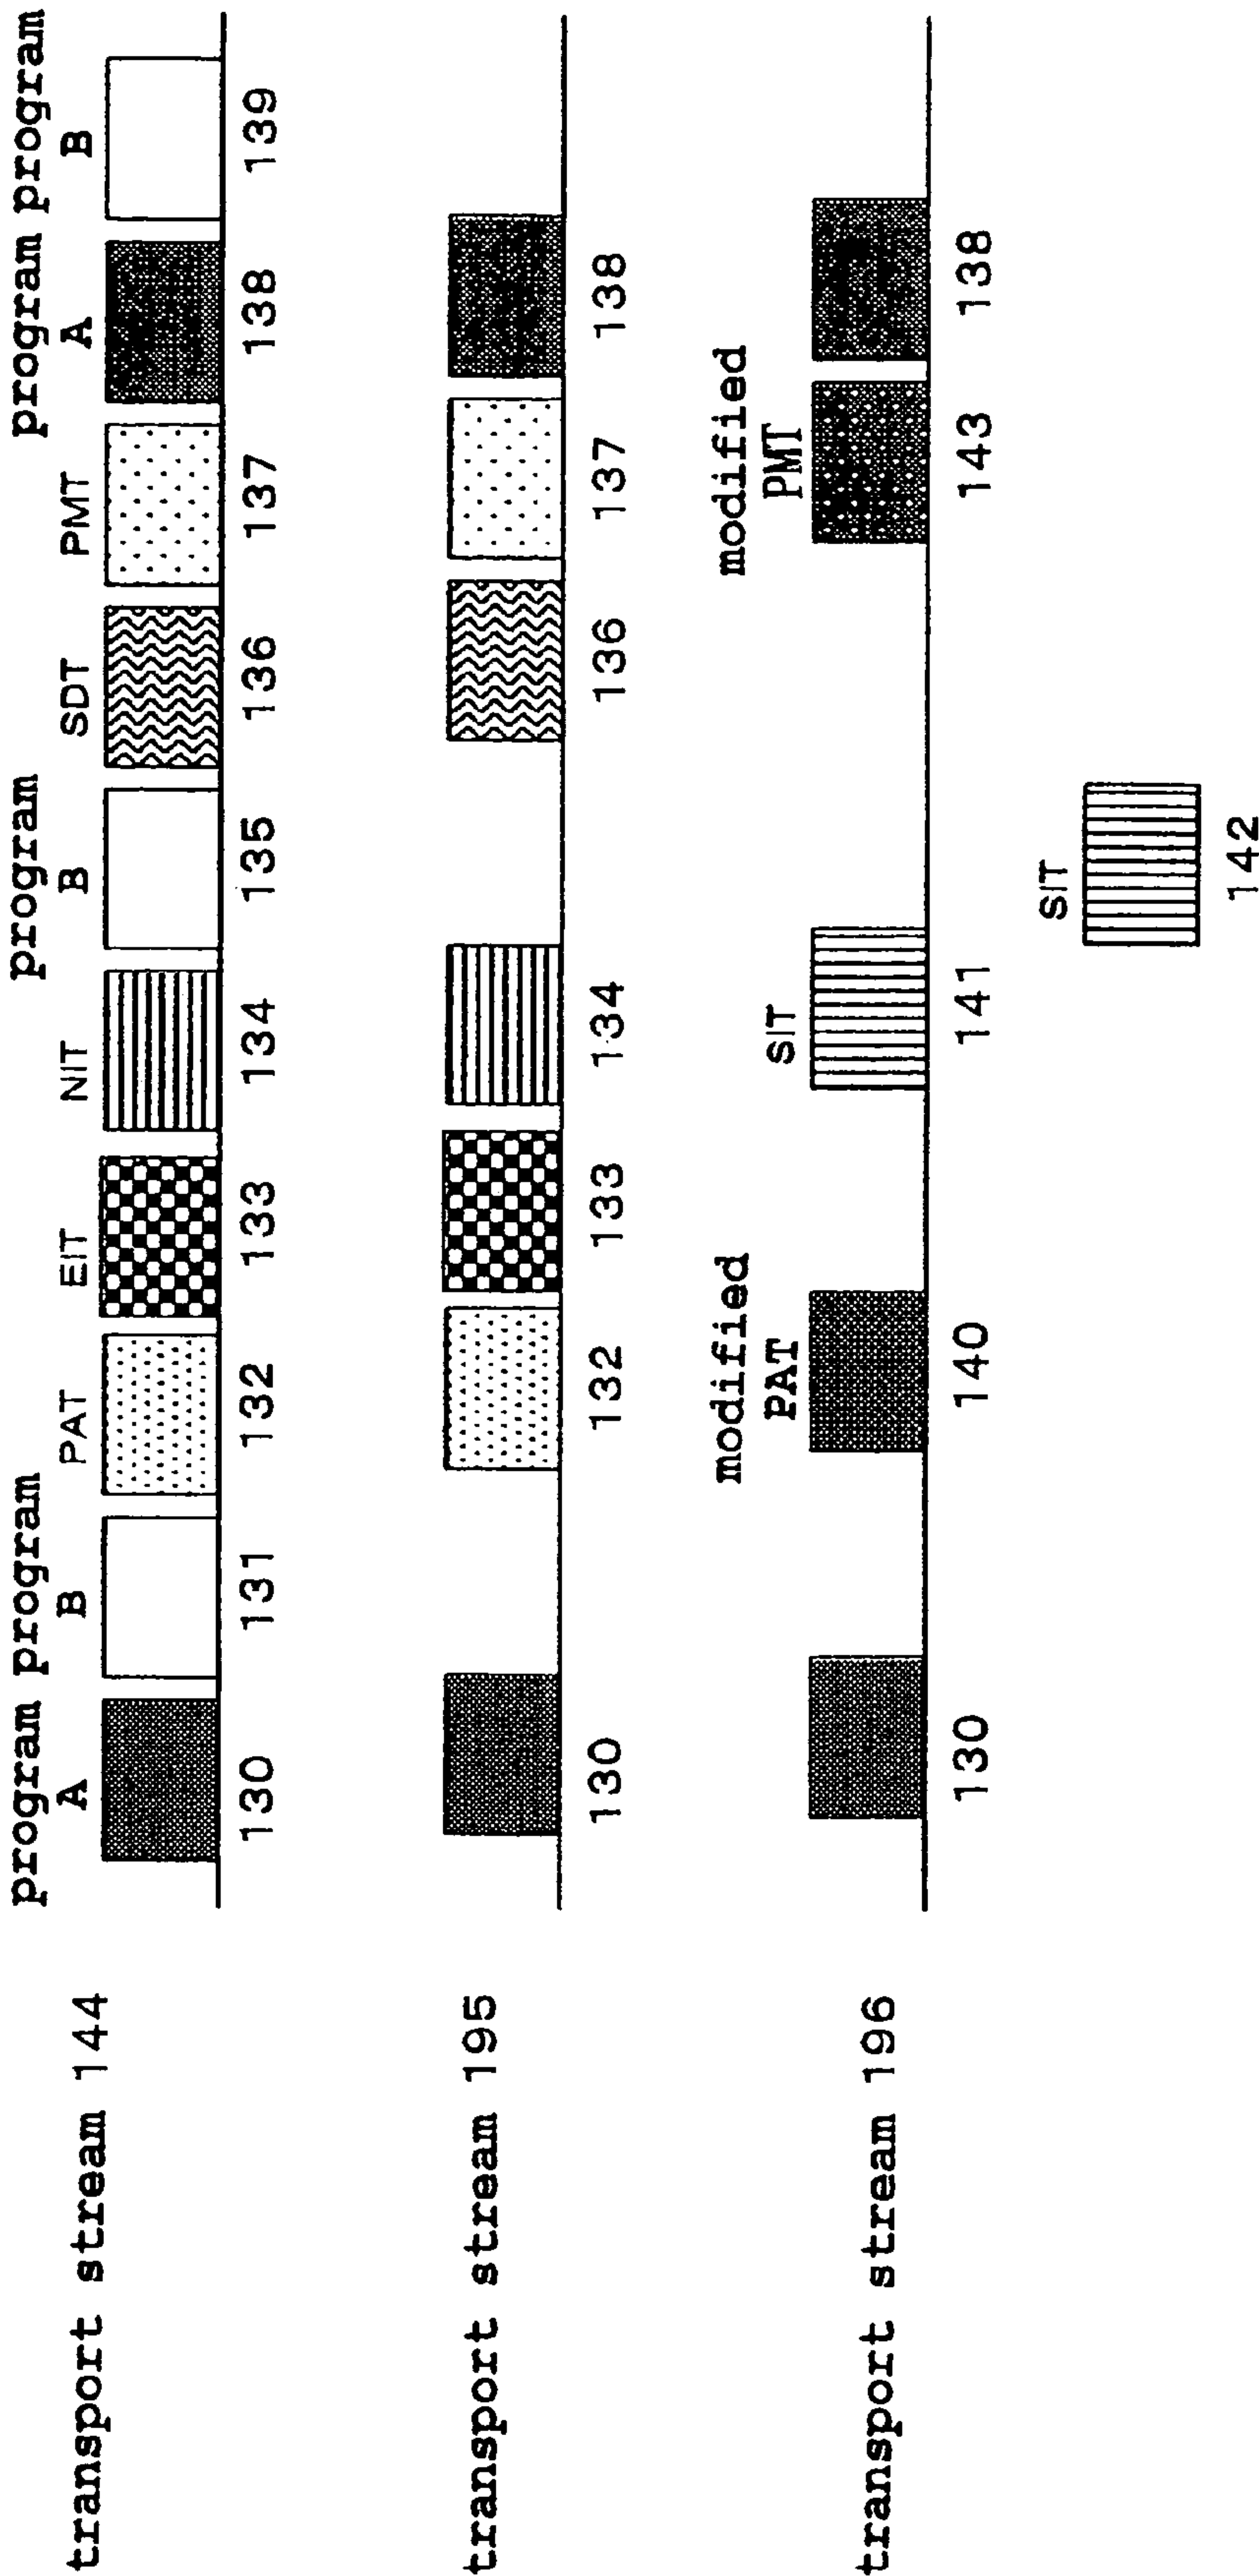 program program program program program
A B PAT EIT NIT B SDT PMT A B
transport stream 144
130 131 132 133 134 135 136 137 138 139
transport stream 195
130 132 133 134 136 137 138
modified modified
PAT SIT PMT
transport stream 196
130 140 141 143 138
SIT
142